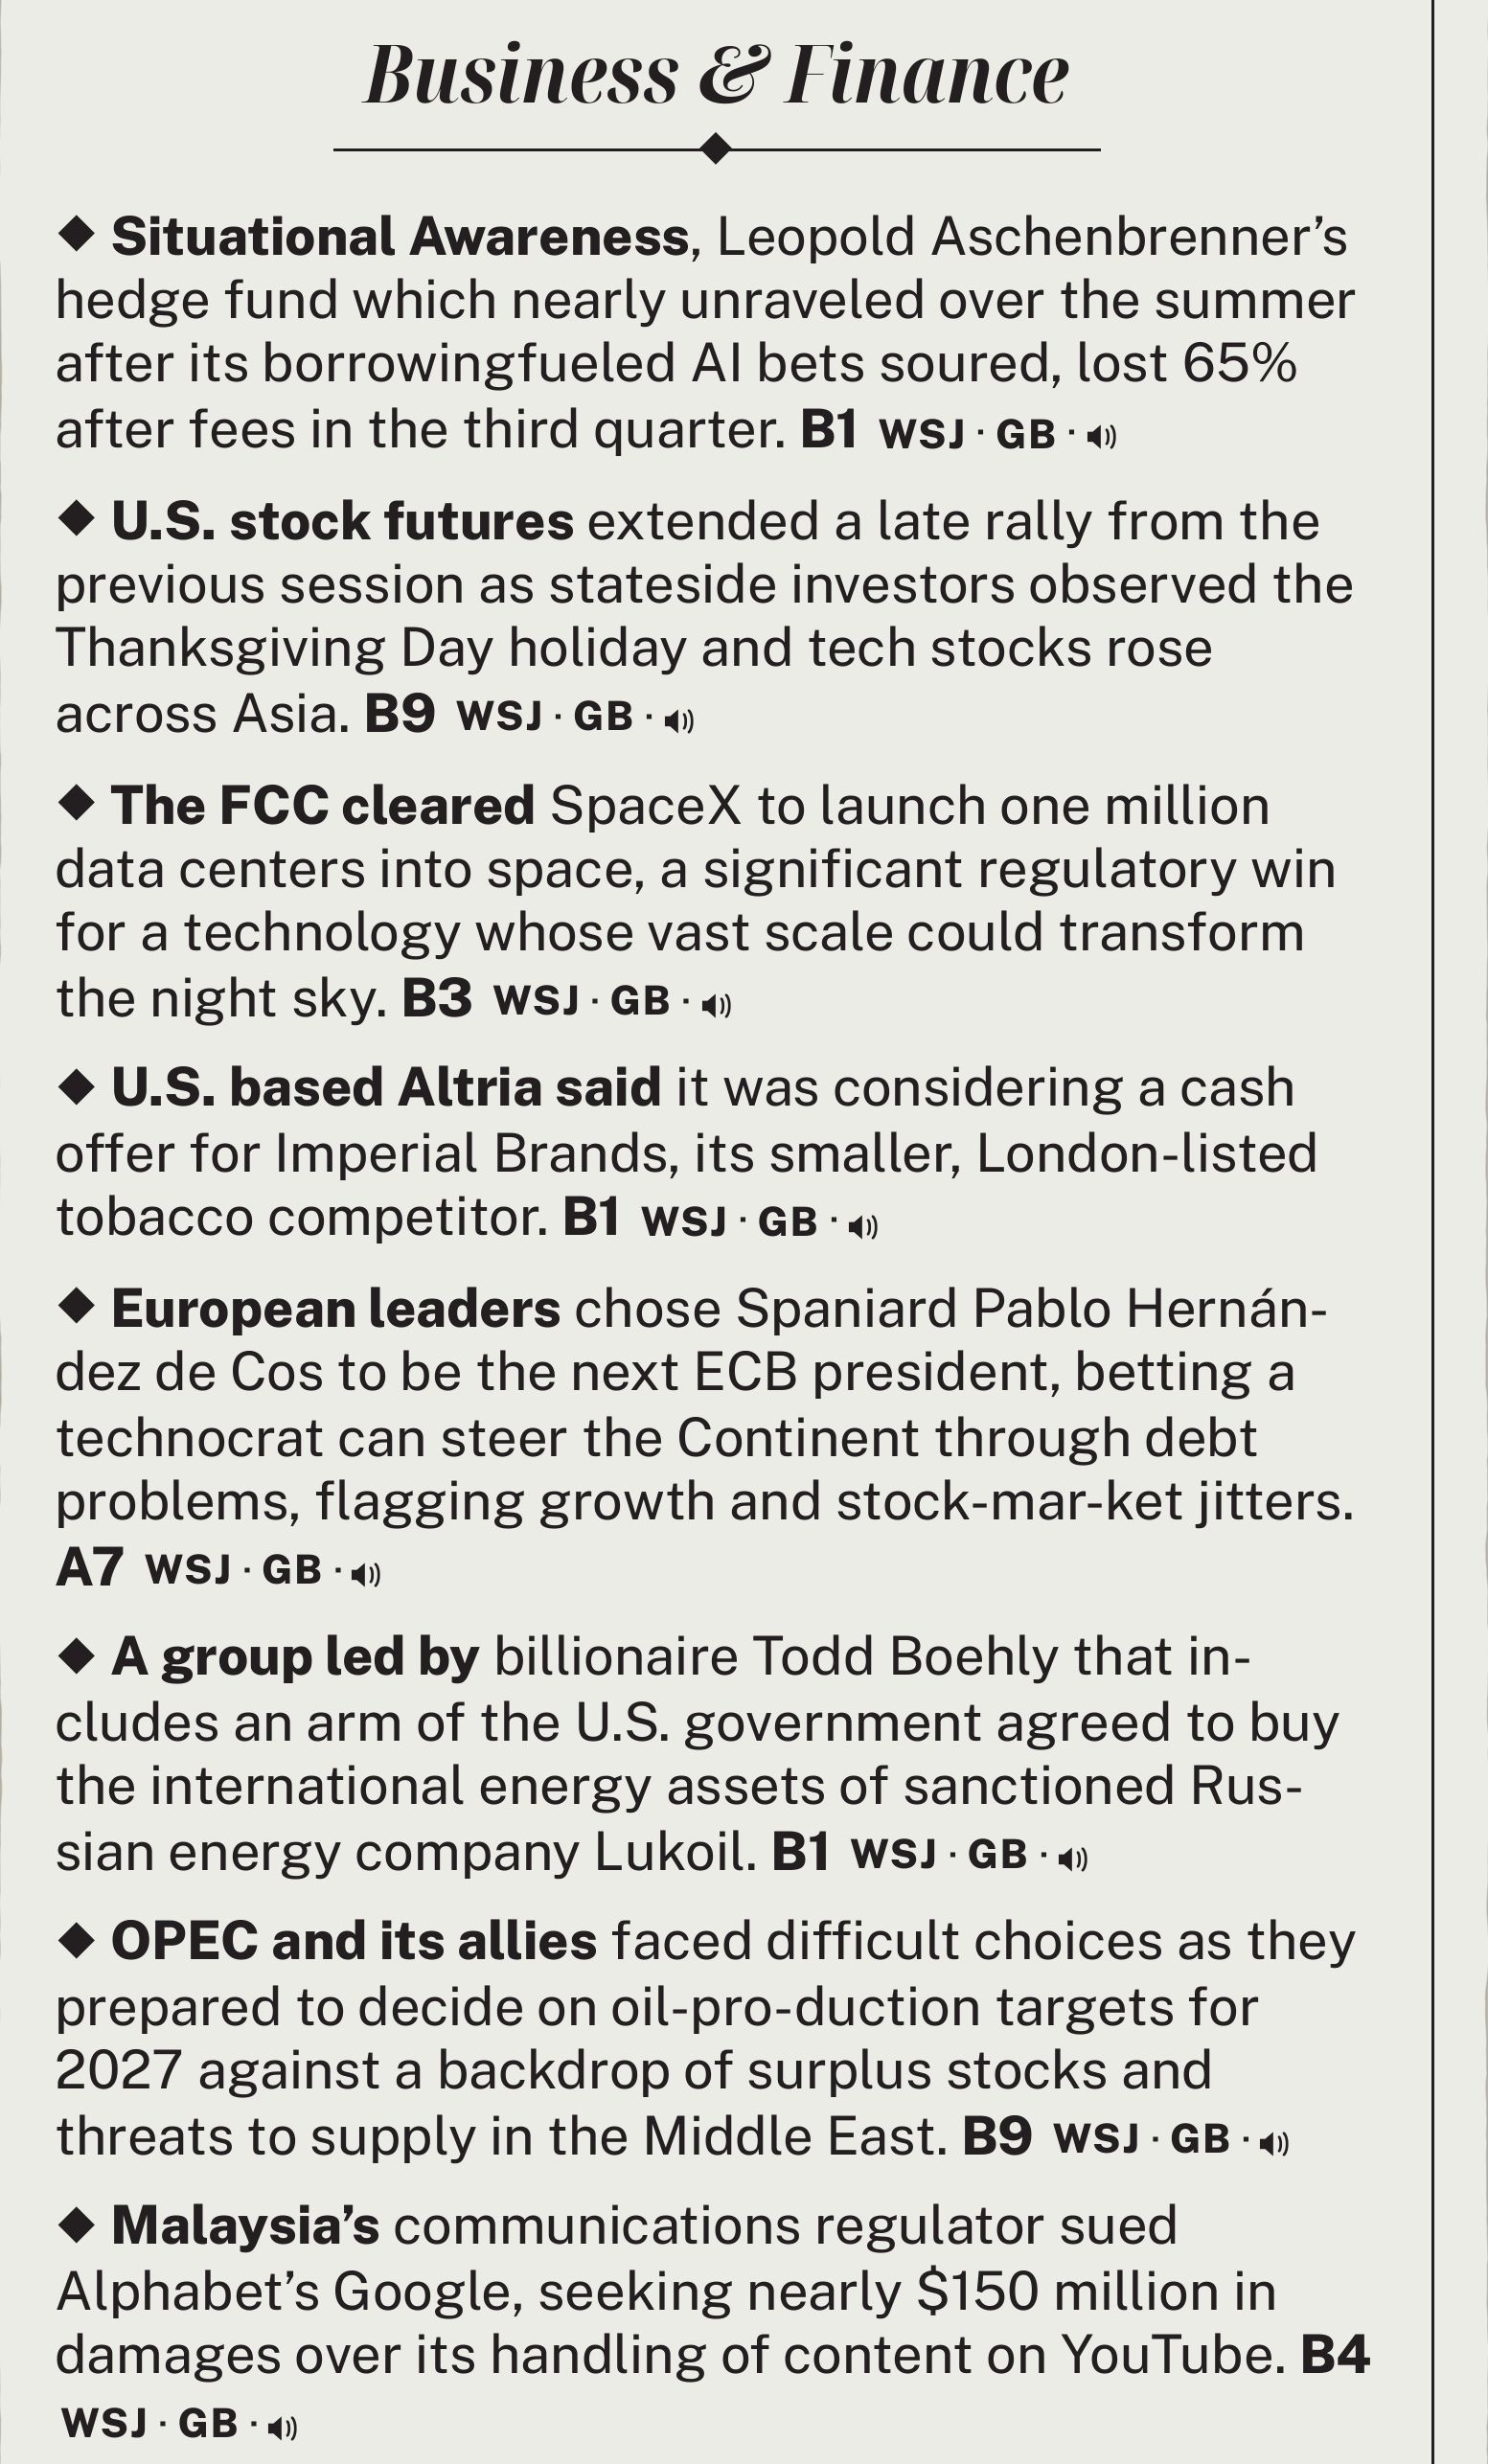 Business & Finance
◆ Situational Awareness, Leopold Aschenbrenner’s
hedge fund which nearly unraveled over the summer
after its borrowingfueled AI bets soured, lost 65%
after fees in the third quarter. B1 WSJ · GB ·
◆ U.S. stock futures extended a late rally from the
previous session as stateside investors observed the
Thanksgiving Day holiday and tech stocks rose
across Asia. B9 WSJ · GB ·
◆ The FCC cleared SpaceX to launch one million
data centers into space, a significant regulatory win
for a technology whose vast scale could transform
the night sky. B3 WSJ · GB ·
◆ U.S. based Altria said it was considering a cash
offer for Imperial Brands, its smaller, London-listed
tobacco competitor. B1 WSJ · GB ·
◆ European leaders chose Spaniard Pablo Hernán-
dez de Cos to be the next ECB president, betting a
technocrat can steer the Continent through debt
problems, flagging growth and stock-mar-ket jitters.
A7 WSJ · GB ·
◆ A group led by billionaire Todd Boehly that in-
cludes an arm of the U.S. government agreed to buy
the international energy assets of sanctioned Rus-
sian energy company Lukoil. B1 WSJ · GB ·
◆ OPEC and its allies faced difficult choices as they
prepared to decide on oil-pro-duction targets for
2027 against a backdrop of surplus stocks and
threats to supply in the Middle East. B9 WSJ · GB ·
◆ Malaysia’s communications regulator sued
Alphabet’s Google, seeking nearly $150 million in
damages over its handling of content on YouTube. B4
WSJ · GB ·